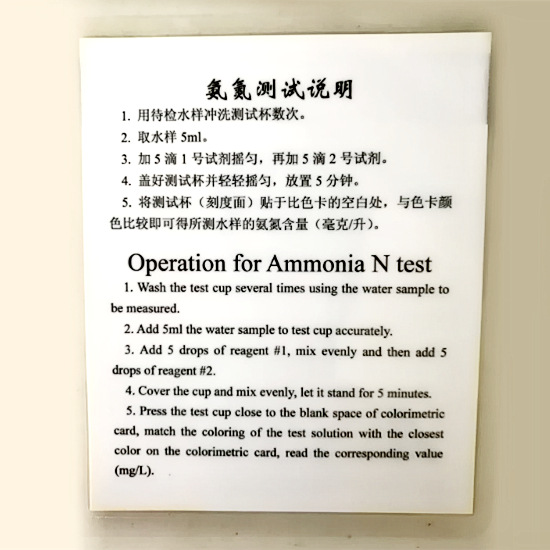 氨氮测试说明
1. 用待检水样冲洗测试杯数次。
2. 取水样 5ml。
3. 加 5 滴 1 号试剂摇匀，再加 5 滴 2 号试剂。
4. 盖好测试杯并轻轻摇匀，放置 5 分钟。
5. 将测试杯（刻度面）贴于比色卡的空白处，与色卡颜
色比较即可得所测水样的氨氮含量（毫克/升）。
Operation for Ammonia N test
1. Wash the test cup several times using the water sample to
be measured.
2. Add 5ml the water sample to test cup accurately.
3. Add 5 drops of reagent #1, mix evenly and then add 5
drops of reagent #2.
4. Cover the cup and mix evenly, let it stand for 5 minutes.
5. Press the test cup close to the blank space of colorimetric
card, match the coloring of the test solution with the closest
color on the colorimetric card, read the corresponding value
(mg/L).